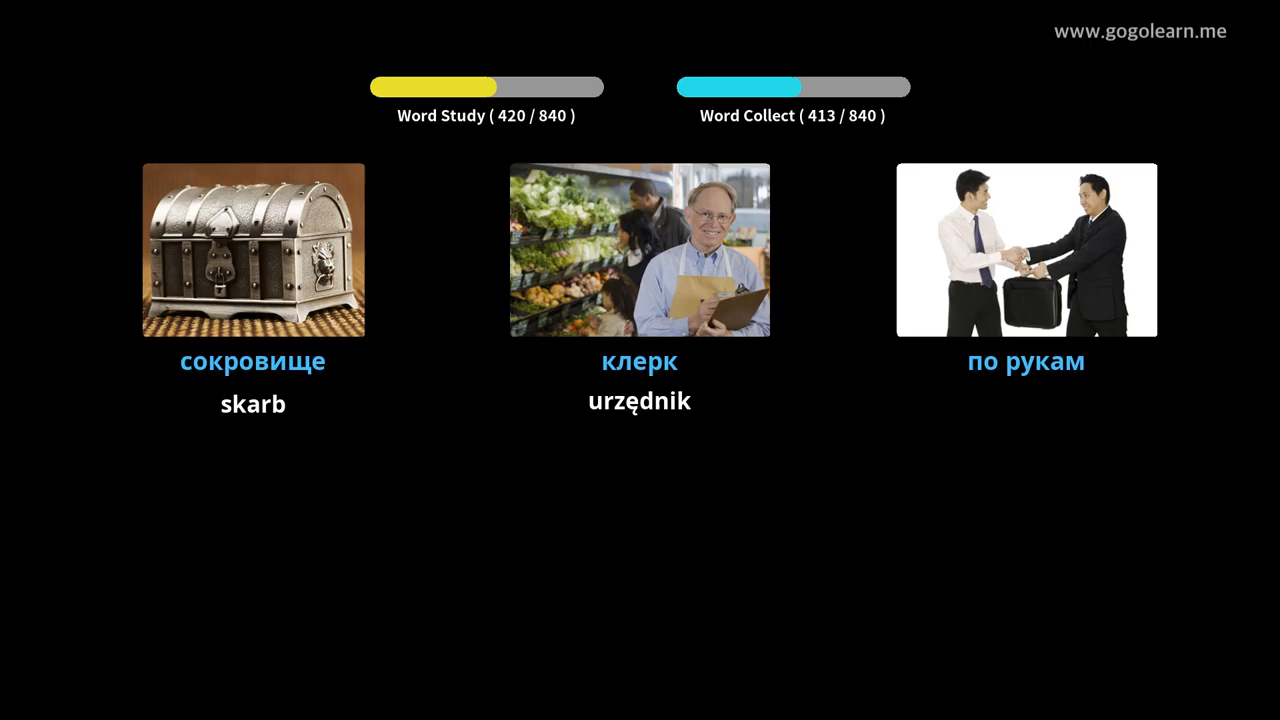 www.gogolearn.me
Word Study ( 420 / 840 )
Word Collect ( 413 / 840 )
сокровище
клерк
по рукам
skarb
urzędnik